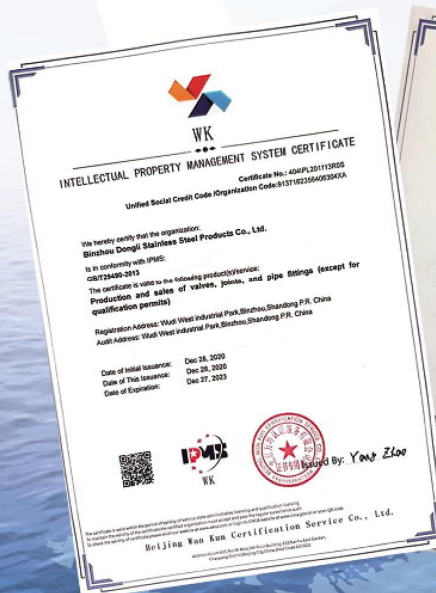 WK
INTELLECTUAL PROPERTY MANAGEMENT SYSTEM CERTIFICATE
Certificate No.: 404IPL201113R0S
Unified Social Credit Code /Organization Code:
We hereby certify that the organization:
Binzhou Dongli Stainless Steel Products Co., Ltd.
Is in conformity with IPMS:
GB/T29490-2013
The certificate is valid to the following product(s)/service:
Production and sales of valves, joints, and pipe fittings (except for
qualification permits)
Registration Address: Wudi West industrial Park,Binzhou,Shandong P.R. China
Audit Address: Wudi West industrial Park,Binzhou,Shandong P.R. China
Date of Initial Issuance: Dec 28, 2020
Date of This Issuance: Dec 28, 2020
Date of Expiration: Dec 27, 2023
IPMS
WK
Issued By: Yong Zhao
Beijing Wan Kun Certification Service Co., Ltd.